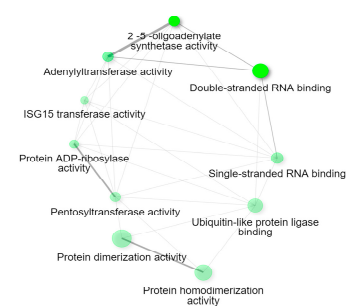 2 -5 -oligoadenylate
synthetase activity
Adenylyltransferase activity
Double-stranded RNA binding
ISG15 transferase activity
Protein ADP-ribosylase
activity
Single-stranded RNA binding
Pentosyltransferase activity
Ubiquitin-like protein ligase
binding
Protein dimerization activity
Protein homodimerization
activity